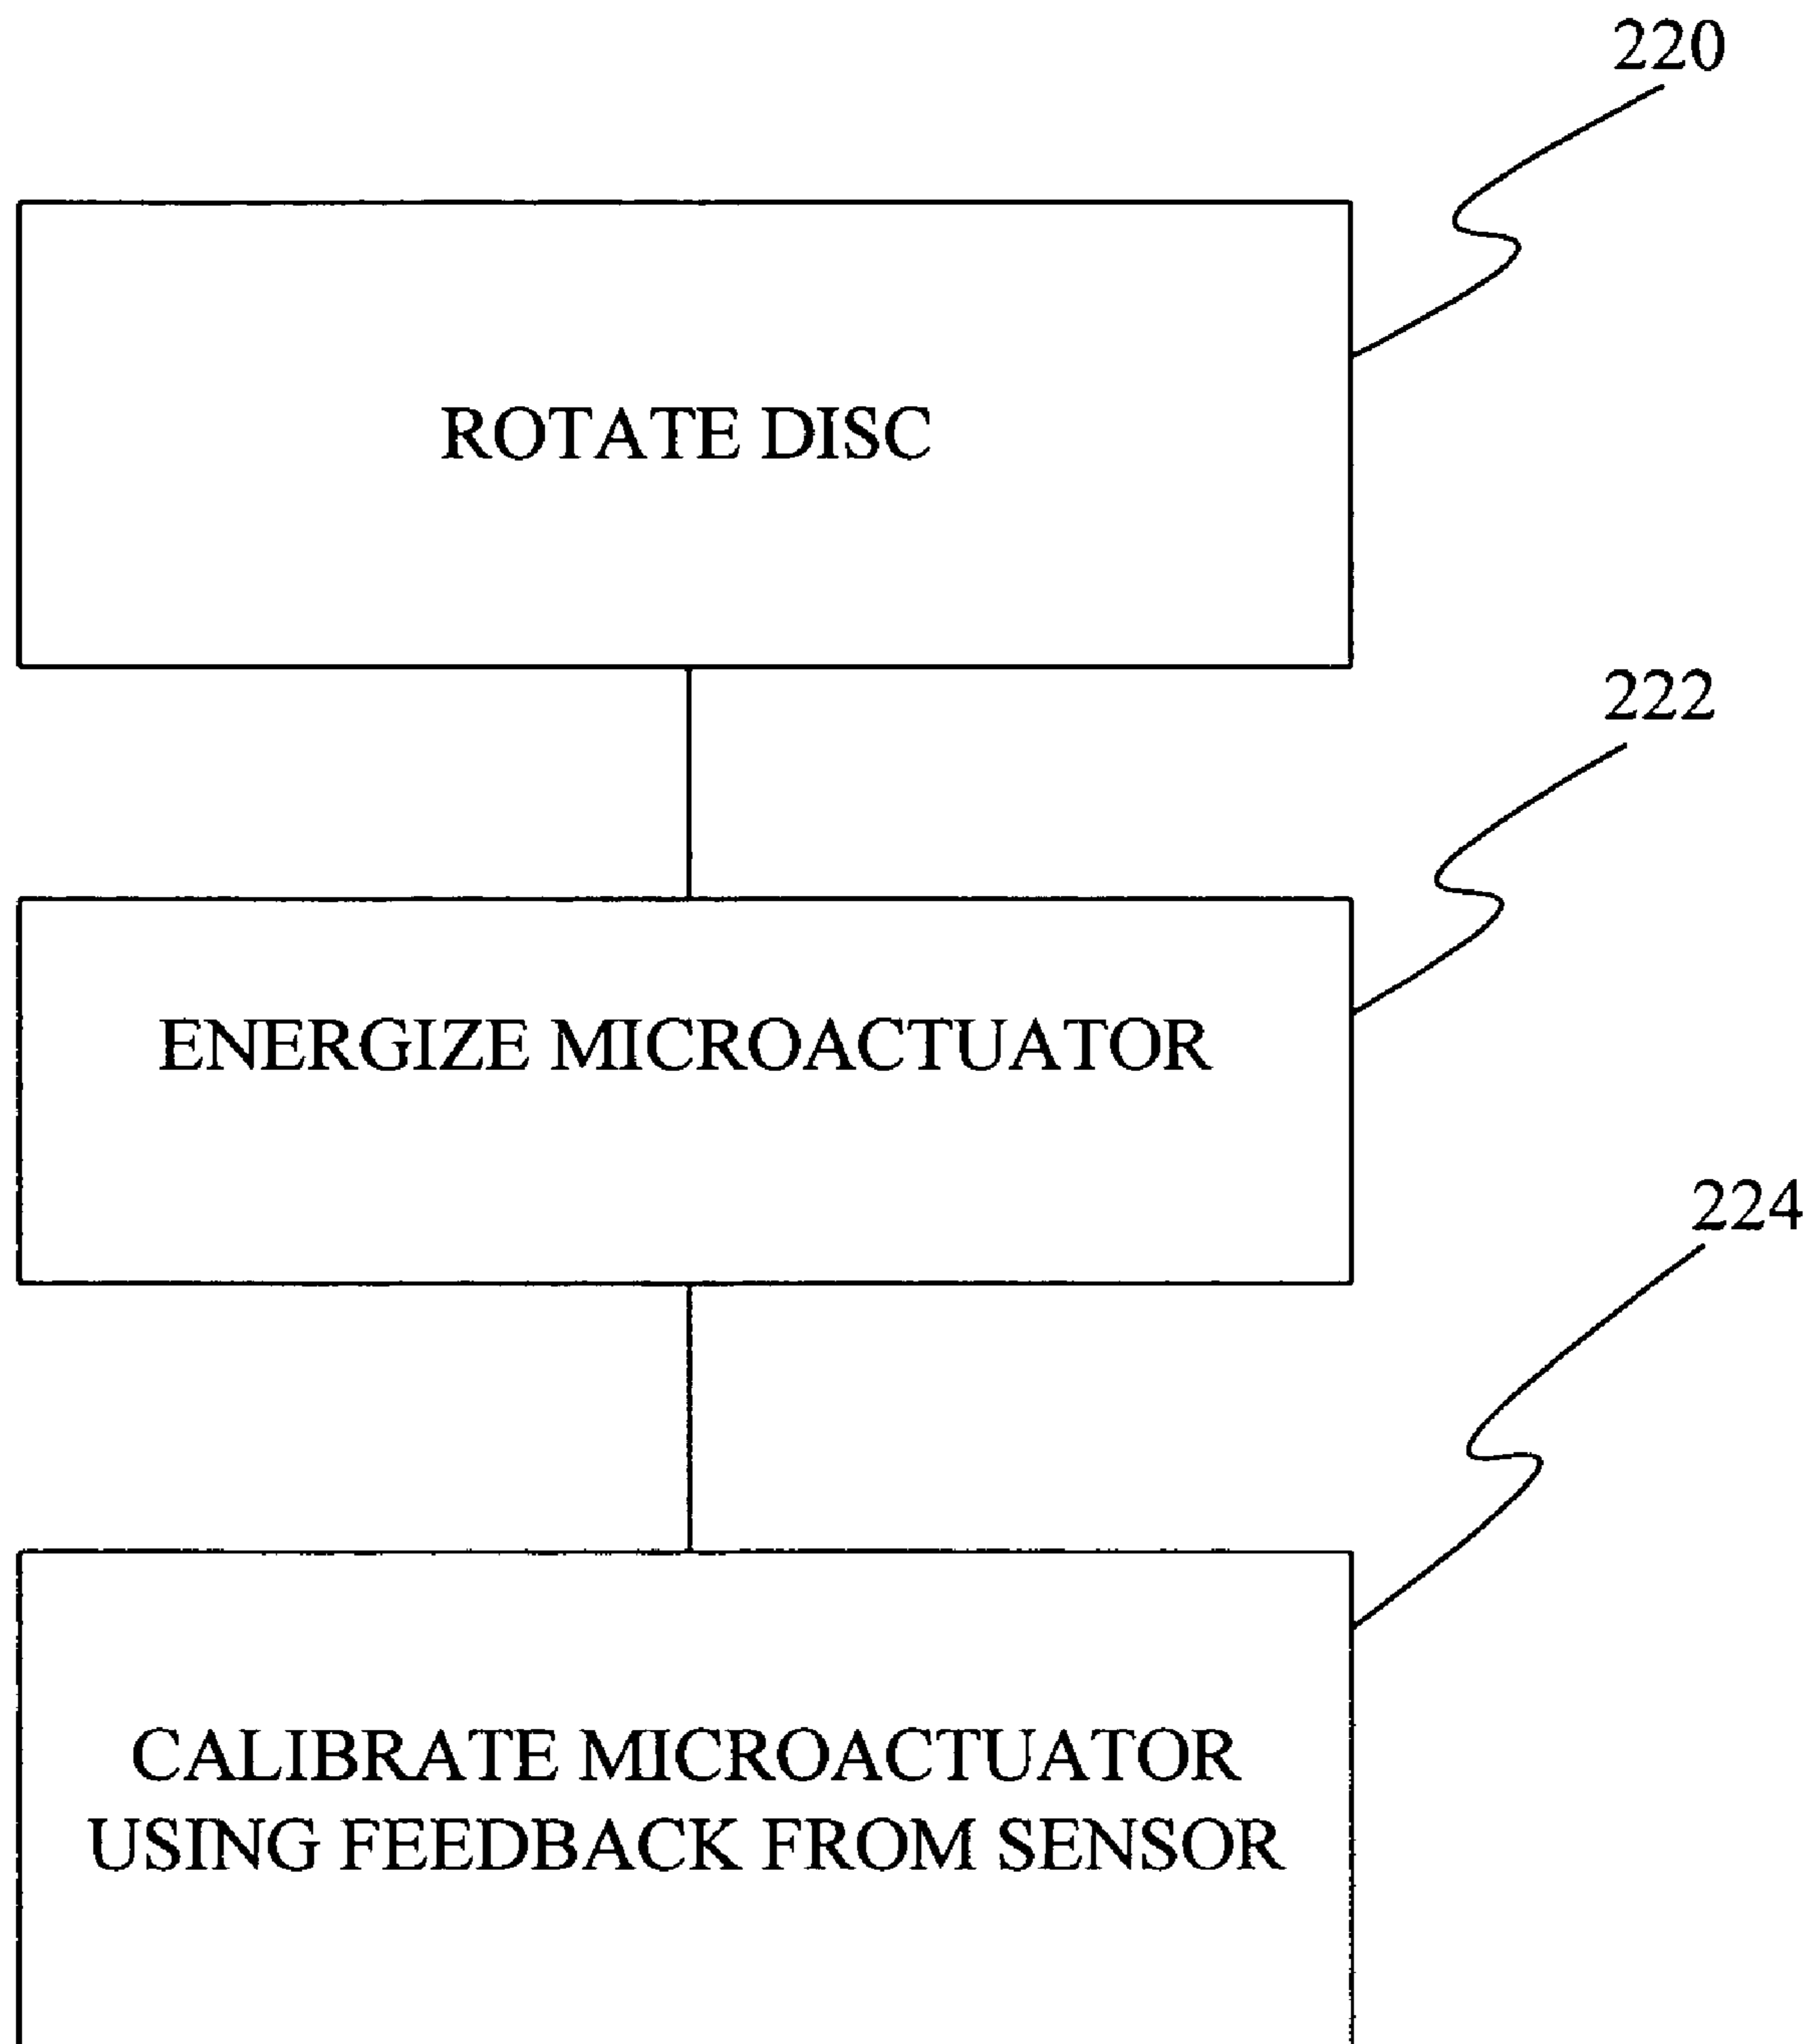 220
ROTATE DISC
222
ENERGIZE MICROACTUATOR
224
CALIBRATE MICROACTUATOR
USING FEEDBACK FROM SENSOR